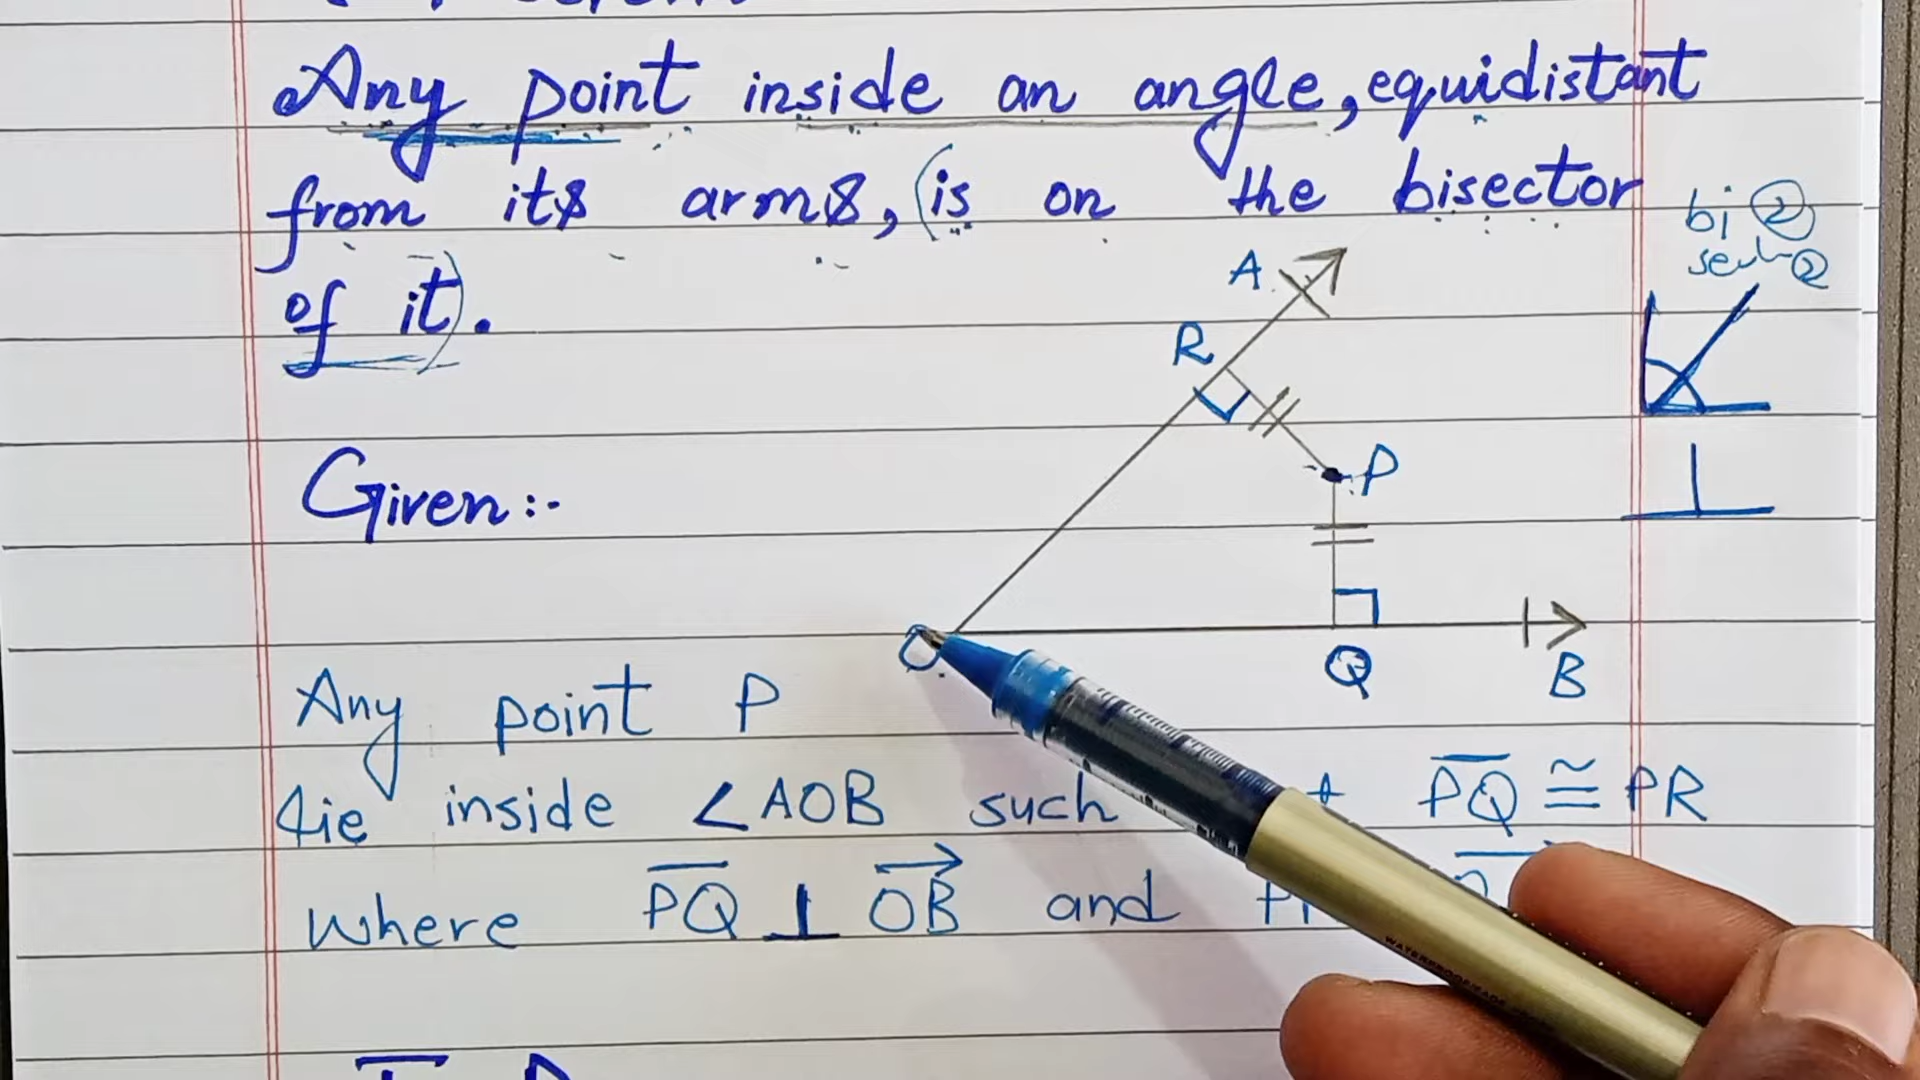 Any point inside an angle, equidistant
from its arms, (is on the bisector
of it).
bi 2
A
R
P
Given:-
O
Q
B
Any point P
Lie inside ∠AOB such PQ ≅ PR
where PQ ⊥ OB and